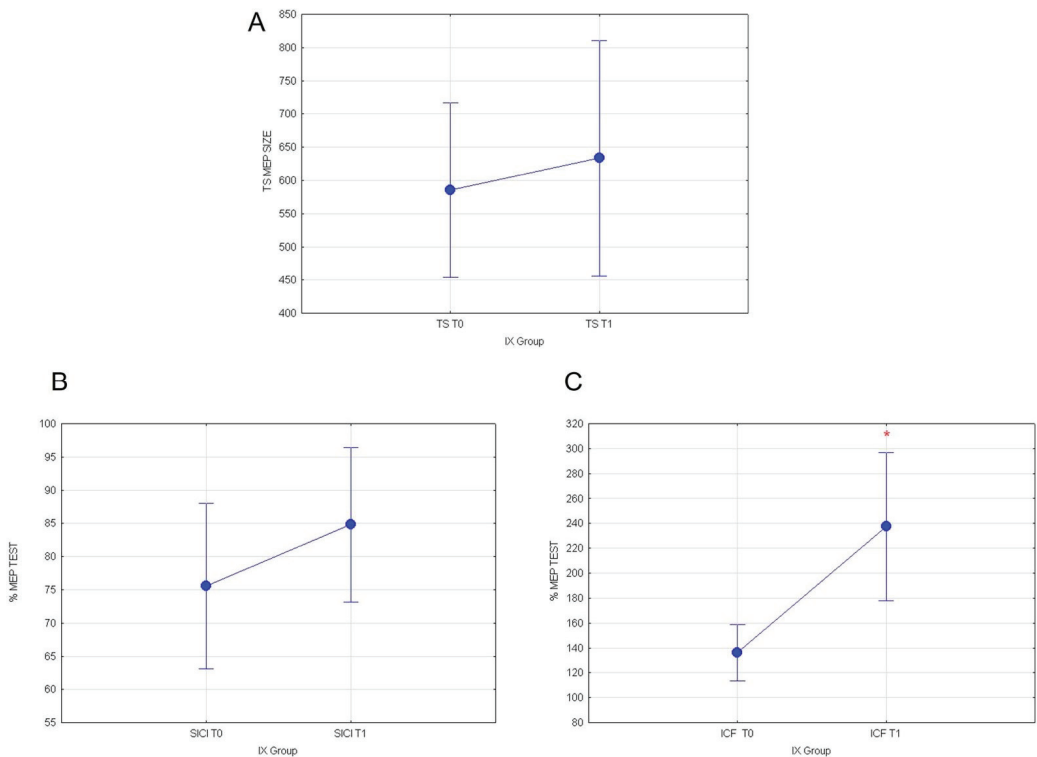 A
850
800
750
700
650
600
550
500
450
400
TS MEP SIZE
TS T0
TS T1
IX Group
B
100
95
90
85
80
75
70
65
60
55
% MEP TEST
SICI T0
SICI T1
IX Group
C
320
300
280
260
240
220
200
180
160
140
120
100
80
% MEP TEST
*
ICF T0
ICF T1
IX Group